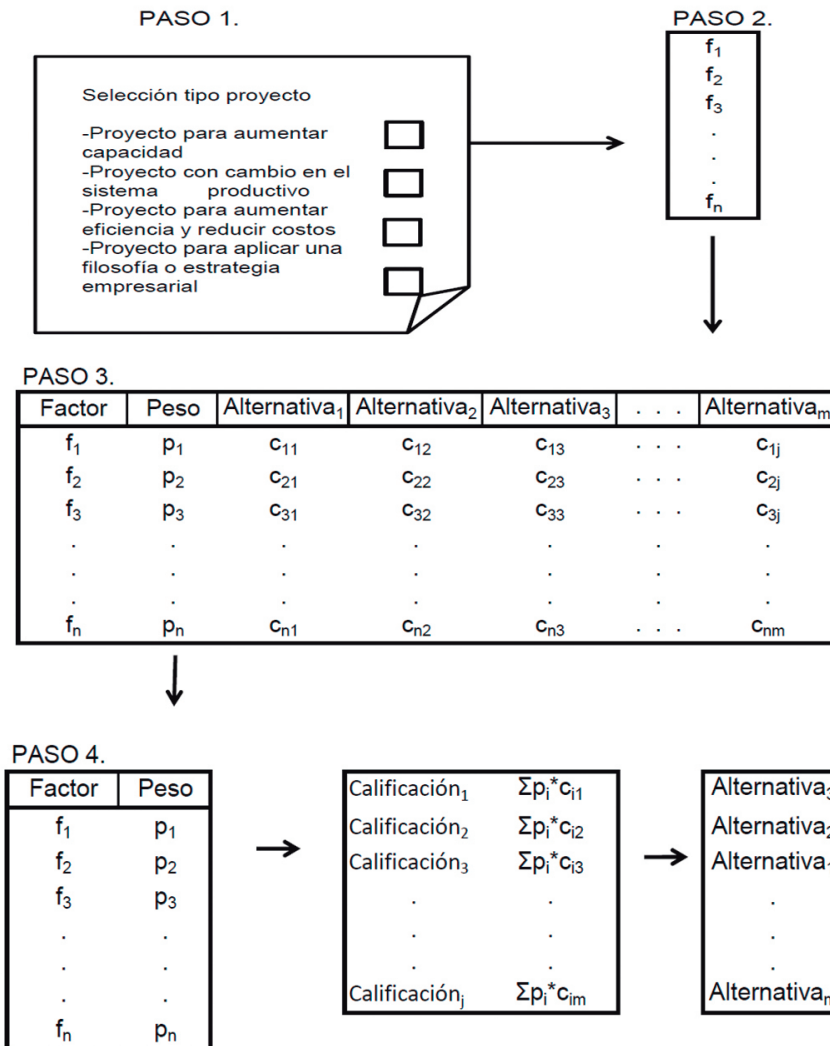 PASO 1.
Selección tipo proyecto
-Proyecto para aumentar
capacidad
-Proyecto con cambio en el
sistema productivo
-Proyecto para aumentar
eficiencia y reducir costos
-Proyecto para aplicar una
filosofía o estrategia
empresarial
PASO 2.
f₁
f₂
f₃
.
.
.
fₙ
PASO 3.
Factor Peso Alternativa₁ Alternativa₂ Alternativa₃ . . . Alternativaₘ
f₁ p₁ c₁₁ c₁₂ c₁₃ . . . c₁ⱼ
f₂ p₂ c₂₁ c₂₂ c₂₃ . . . c₂ⱼ
f₃ p₃ c₃₁ c₃₂ c₃₃ . . . c₃ⱼ
. . . . . . .
. . . . . . .
. . . . . . .
fₙ pₙ cₙ₁ cₙ₂ cₙ₃ . . . cₙₘ
PASO 4.
Factor Peso
f₁ p₁
f₂ p₂
f₃ p₃
. .
. .
. .
fₙ pₙ
Calificación₁ Σpᵢ*cᵢ₁
Calificación₂ Σpᵢ*cᵢ₂
Calificación₃ Σpᵢ*cᵢ₃
. .
. .
. .
Calificaciónⱼ Σpᵢ*cᵢₘ
Alternativa₃
Alternativa₂
Alternativa
.
.
.
Alternativa